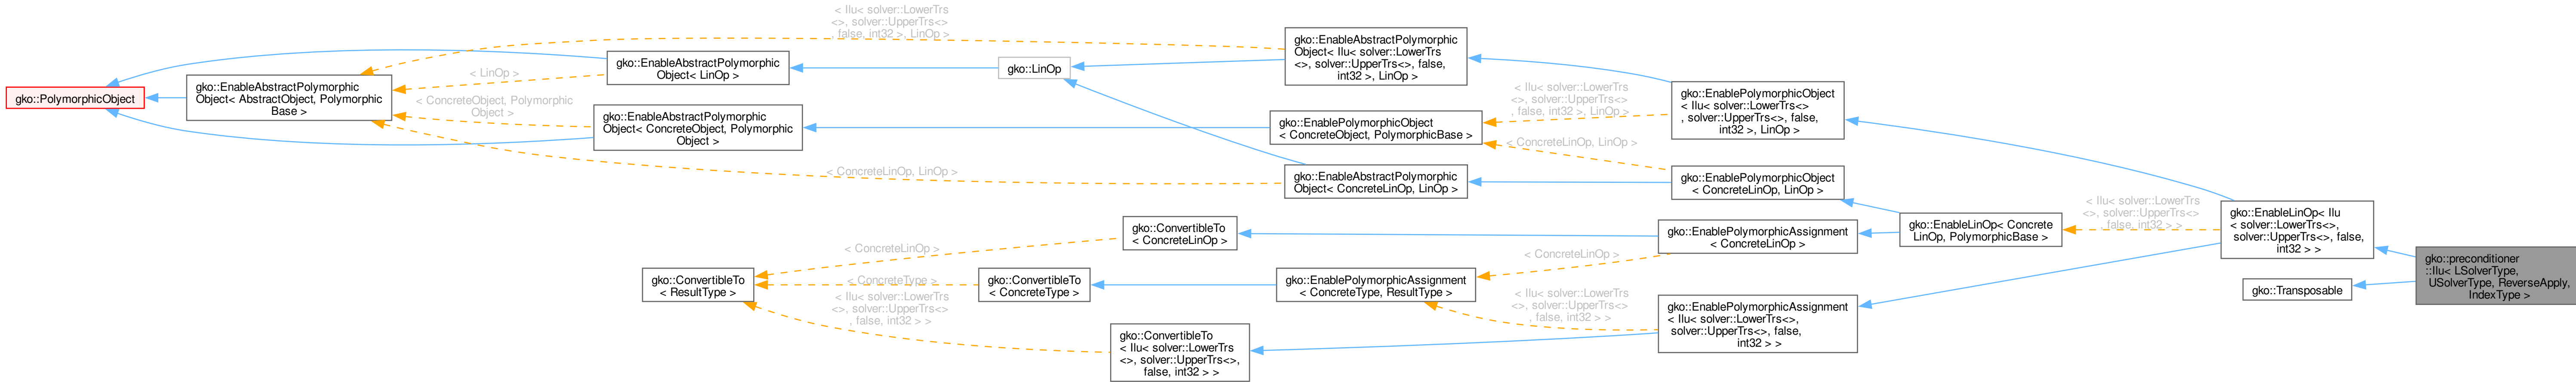 gko::PolymorphicObject
gko::EnableAbstractPolymorphic
Object< AbstractObject, Polymorphic
Base >
< Ilu< solver::LowerTrs
<>, solver::UpperTrs<>
, false, int32 >, LinOp >
< LinOp >
< ConcreteObject, Polymorphic
Object >
< ConcreteLinOp, LinOp >
gko::EnableAbstractPolymorphic
Object< LinOp >
gko::EnableAbstractPolymorphic
Object< ConcreteObject, Polymorphic
Object >
gko::LinOp
gko::EnableAbstractPolymorphic
Object< Ilu< solver::LowerTrs
<>, solver::UpperTrs<>, false,
int32 >, LinOp >
gko::EnablePolymorphicObject
< ConcreteObject, PolymorphicBase >
gko::EnableAbstractPolymorphic
Object< ConcreteLinOp, LinOp >
< Ilu< solver::LowerTrs
<>, solver::UpperTrs<>
, false, int32 >, LinOp >
< ConcreteLinOp, LinOp >
gko::EnablePolymorphicObject
< Ilu< solver::LowerTrs<>
, solver::UpperTrs<>, false,
int32 >, LinOp >
gko::EnablePolymorphicObject
< ConcreteLinOp, LinOp >
gko::ConvertibleTo
< ResultType >
< ConcreteLinOp >
< ConcreteType >
< Ilu< solver::LowerTrs
<>, solver::UpperTrs<>
, false, int32 > >
gko::ConvertibleTo
< ConcreteLinOp >
gko::ConvertibleTo
< ConcreteType >
gko::ConvertibleTo
< Ilu< solver::LowerTrs
<>, solver::UpperTrs<>,
false, int32 > >
gko::EnablePolymorphicAssignment
< ConcreteType, ResultType >
< ConcreteLinOp >
< Ilu< solver::LowerTrs
<>, solver::UpperTrs<>
, false, int32 > >
gko::EnablePolymorphicAssignment
< ConcreteLinOp >
gko::EnablePolymorphicAssignment
< Ilu< solver::LowerTrs<>,
solver::UpperTrs<>, false,
int32 > >
gko::EnableLinOp< Concrete
LinOp, PolymorphicBase >
< Ilu< solver::LowerTrs
<>, solver::UpperTrs<>
, false, int32 > >
gko::EnableLinOp< Ilu
< solver::LowerTrs<>,
solver::UpperTrs<>, false,
int32 > >
gko::Transposable
gko::preconditioner
::Ilu< LSolverType,
USolverType, ReverseApply,
IndexType >